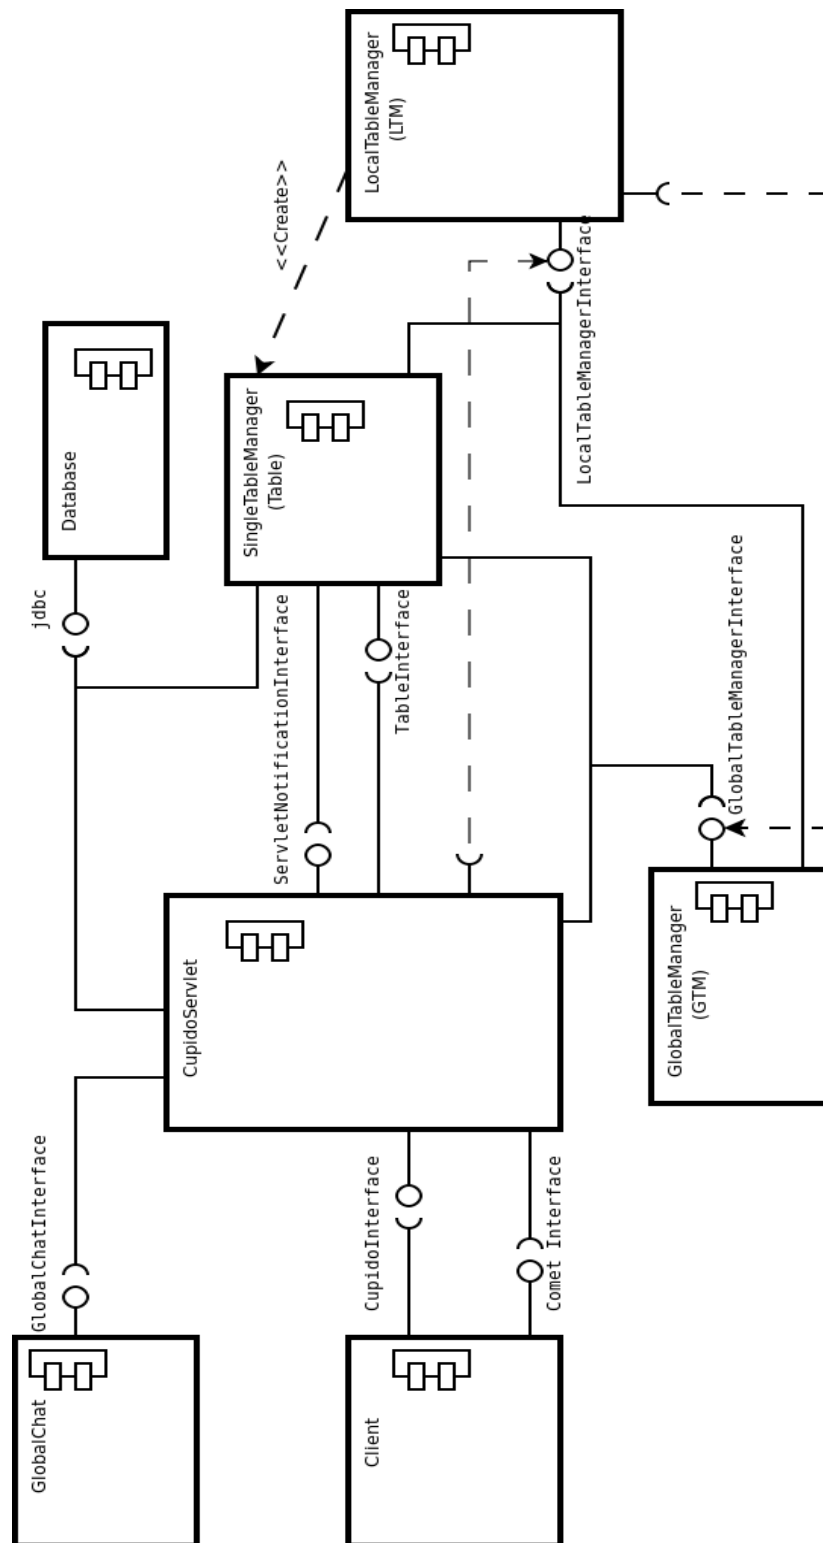 LocalTableManager
(LTM)
<<Create>>
LocalTableManagerInterface
Database
jdbc
SingleTableManager
(Table)
ServletNotificationInterface
TableInterface
GlobalTableManagerInterface
CupidoServlet
GlobalTableManager
(GTM)
GlobalChatInterface
CupidoInterface
Comet Interface
GlobalChat
Client